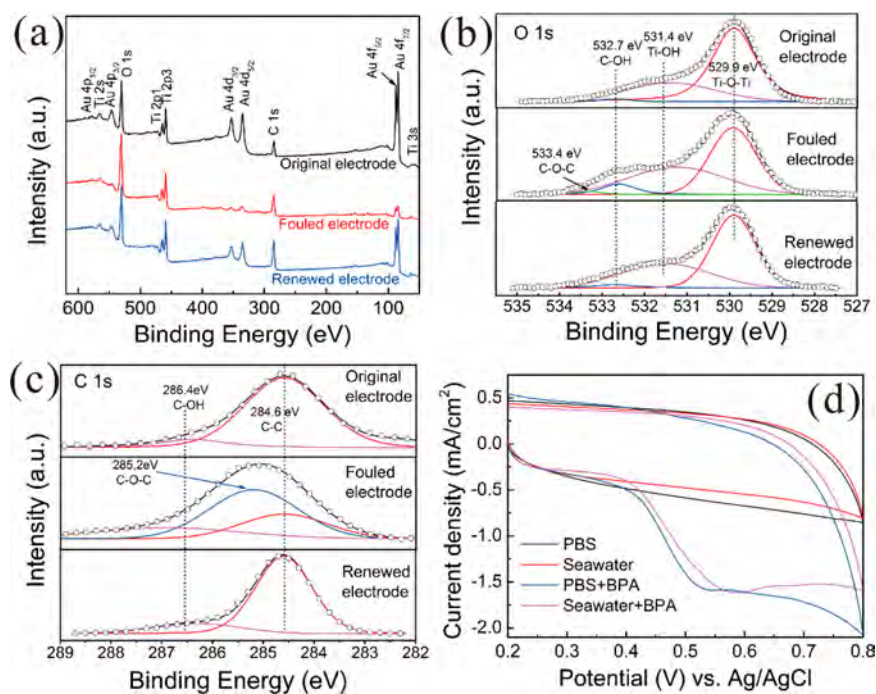 (a)
Au 4p1/2
Ti 2s
Au 4p3/2
O 1s
Ti 2p1
Ti 2p3
Au 4d3/2
Au 4d5/2
C 1s
Au 4f5/2
Au 4f7/2
Ti 3s
Original electrode
Fouled electrode
Renewed electrode
Intensity (a.u.)
600 500 400 300 200 100
Binding Energy (eV)
(b)
O 1s
532.7 eV
C-OH
531.4 eV
Ti-OH
529.9 eV
Ti-O-Ti
Original
electrode
533.4 eV
C-O-C
Fouled
electrode
Renewed
electrode
Intensity (a.u.)
535 534 533 532 531 530 529 528 527
Binding Energy (eV)
(c)
C 1s
286.4eV
C-OH
284.6 eV
C-C
Original
electrode
285.2eV
C-O-C
Fouled
electrode
Renewed
electrode
Intensity (a.u.)
289 288 287 286 285 284 283 282
Binding Energy (eV)
(d)
0.5
0.0
-0.5
-1.0
-1.5
-2.0
Current density (mA/cm²)
PBS
Seawater
PBS+BPA
Seawater+BPA
0.2 0.3 0.4 0.5 0.6 0.7 0.8
Potential (V) vs. Ag/AgCl